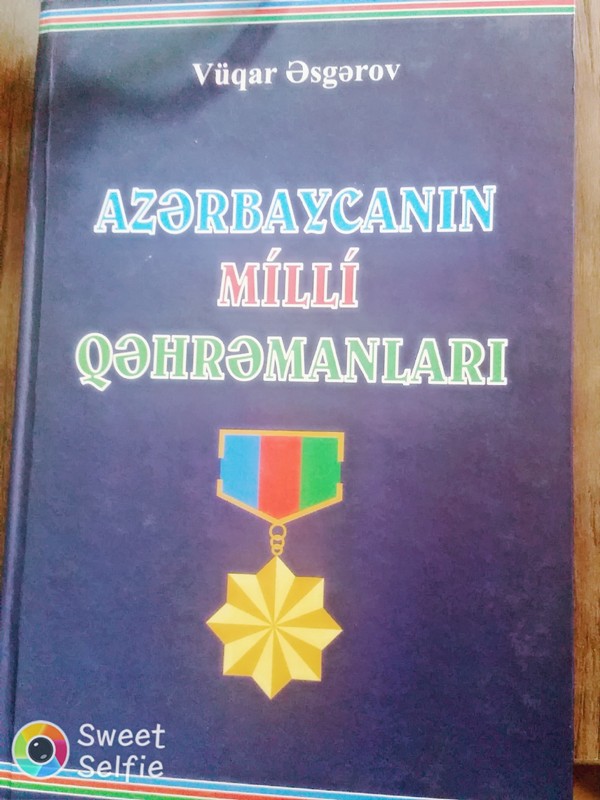 Vüqar Əsgərov
AZƏRBAYCANIN
MİLLİ
QƏHRƏMANLARI
Sweet
Selfie